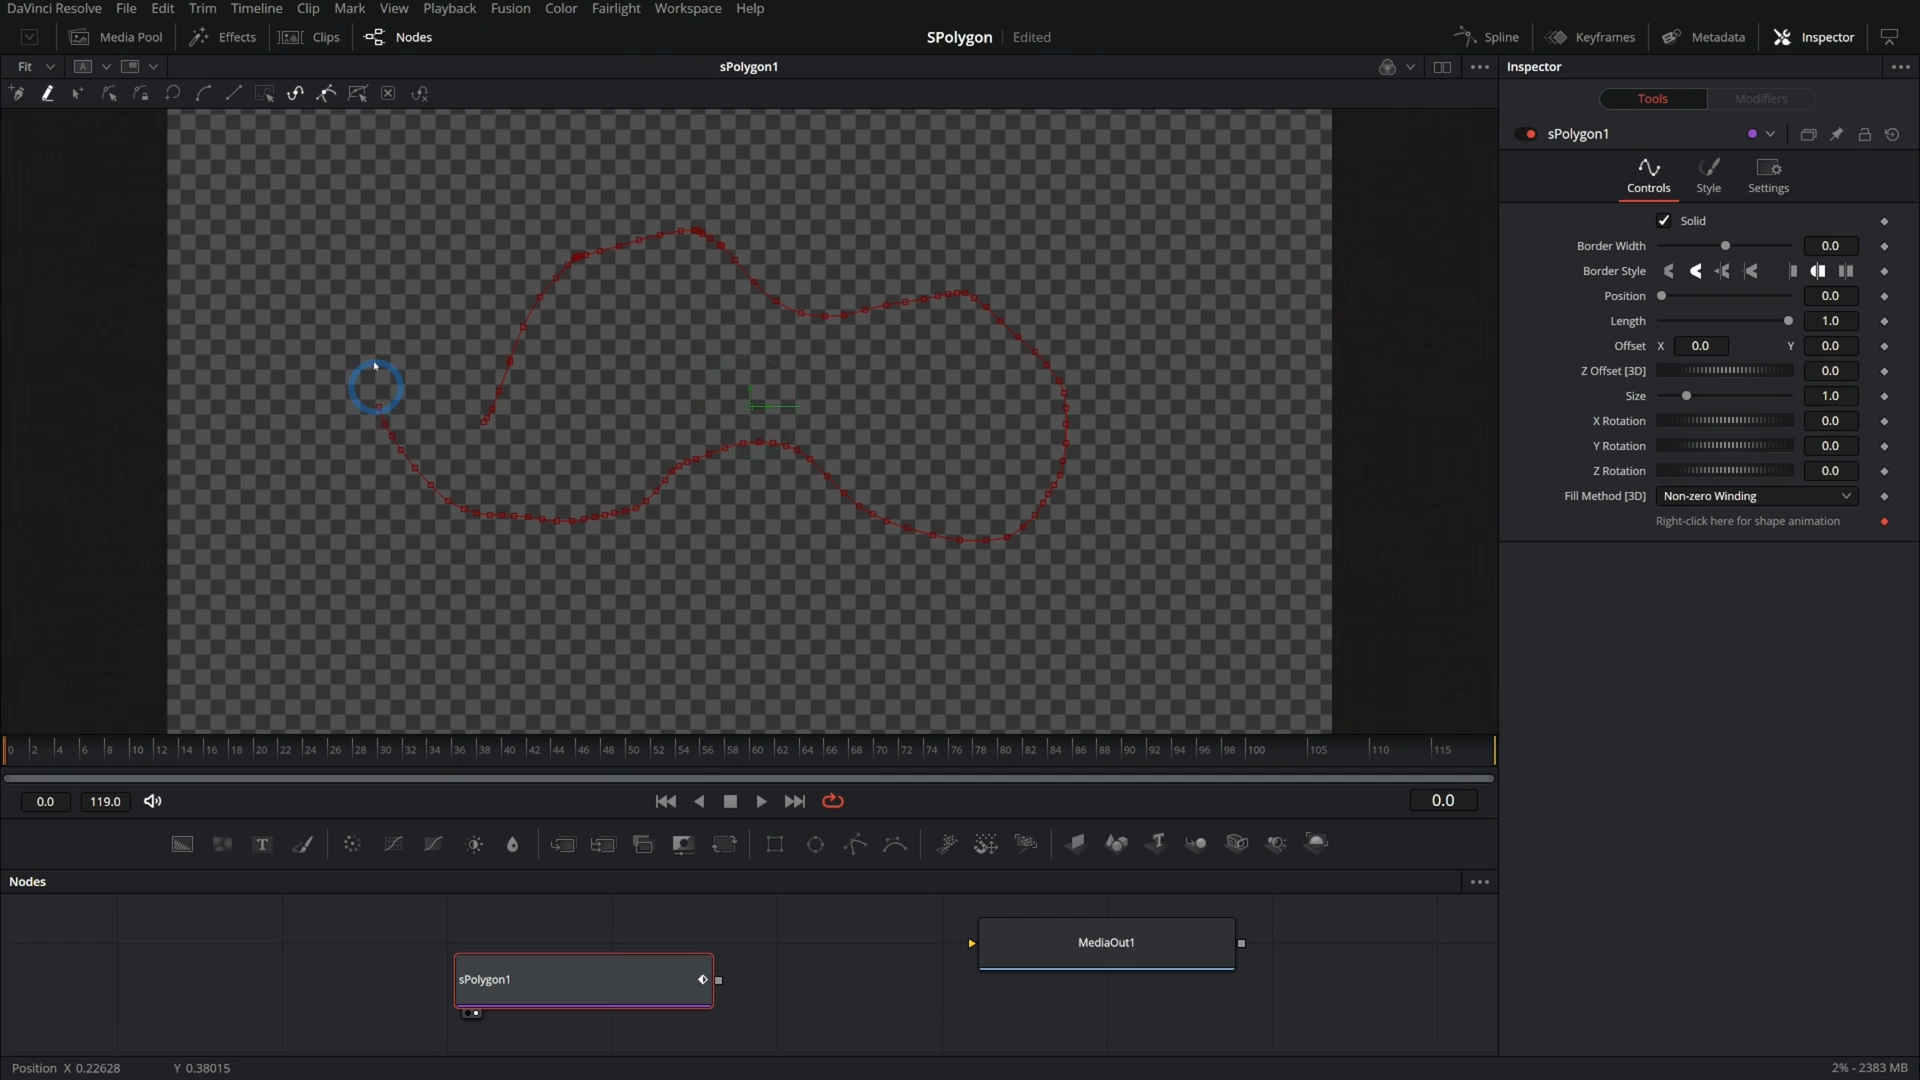 DaVinci Resolve File Edit Trim Timeline Clip Mark View Playback Fusion Color Fairlight Workspace Help
Media Pool Effects Clips Nodes SPolygon Edited Spline Keyframes Metadata Inspector
Fit A sPolygon1 Inspector
Tools Modifiers
sPolygon1
Controls Style Settings
Solid
Border Width 0.0
Border Style
Position 0.0
Length 1.0
Offset X 0.0 Y 0.0
Z Offset [3D] 0.0
Size 1.0
X Rotation 0.0
Y Rotation 0.0
Z Rotation 0.0
Fill Method [3D] Non-zero Winding
Right-click here for shape animation
0 2 4 6 8 10 12 14 16 18 20 22 24 26 28 30 32 34 36 38 40 42 44 46 48 50 52 54 56 58 60 62 64 66 68 70 72 74 76 78 80 82 84 86 88 90 92 94 96 98 100 105 110 115
0.0 119.0 0.0
T T
Nodes
MediaOut1
sPolygon1
Position X 0.22628 Y 0.38015 2% - 2383 MB